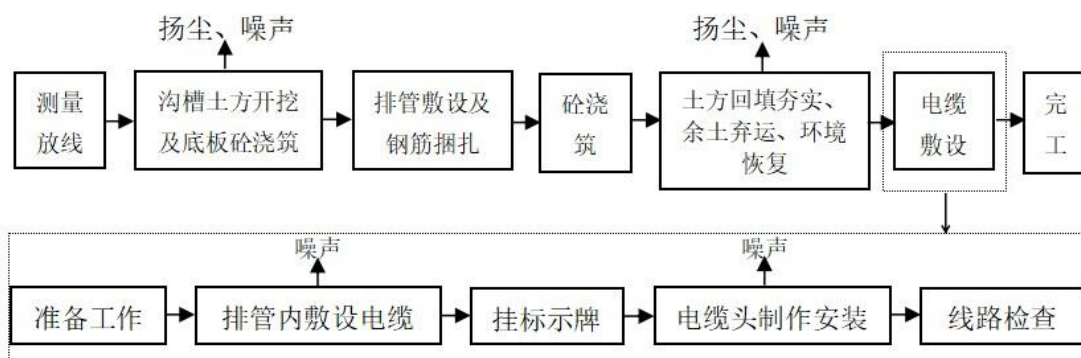 扬尘、噪声
扬尘、噪声
测量
放线
沟槽土方开挖
及底板砼浇筑
排管敷设及
钢筋捆扎
砼浇
筑
土方回填夯实、
余土弃运、环境
恢复
电缆
敷设
完
工
噪声
噪声
准备工作
排管内敷设电缆
挂标示牌
电缆头制作安装
线路检查